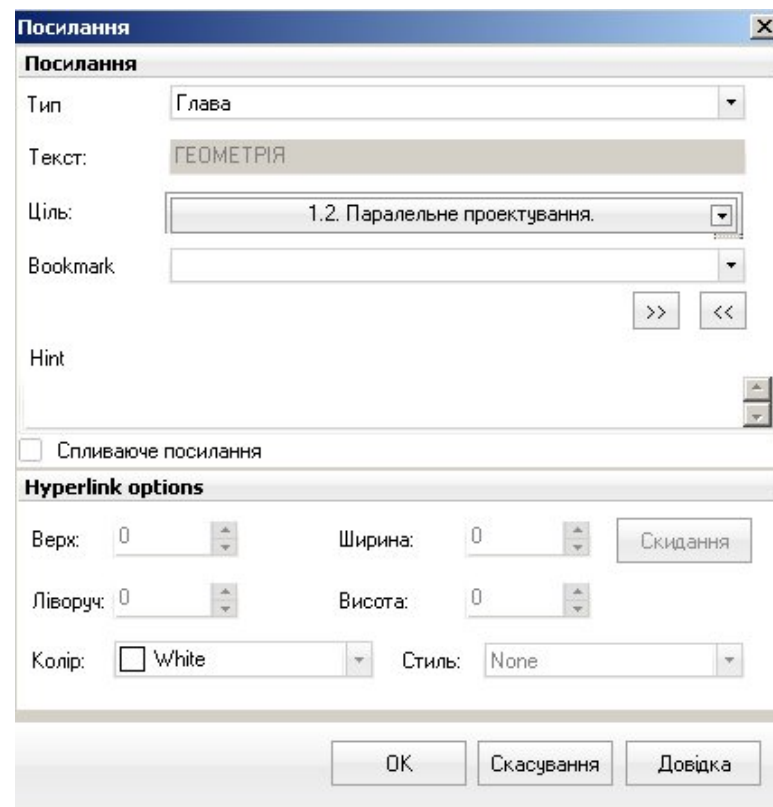 Посилання
Посилання
Тип Глава
Текст: ГЕОМЕТРІЯ
Ціль: 1.2. Паралельне проектування.
Bookmark
>> <<
Hint
Спливаюче посилання
Hyperlink options
Верх: 0 Ширина: 0 Скидання
Ліворуч: 0 Висота: 0
Колір: White Стиль: None
OK Скасування Довідка